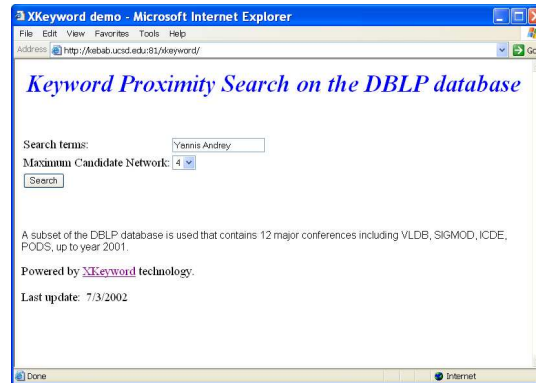 XKeyword demo - Microsoft Internet Explorer
File Edit View Favorites Tools Help
Address http://kebab.ucsd.edu:81/xkeyword/ Go
Keyword Proximity Search on the DBLP database
Search terms: Yannis Andrey
Maximum Candidate Network: 4
Search
A subset of the DBLP database is used that contains 12 major conferences including VLDB, SIGMOD, ICDE,
PODS, up to year 2001.
Powered by XKeyword technology.
Last update: 7/3/2002
Done Internet